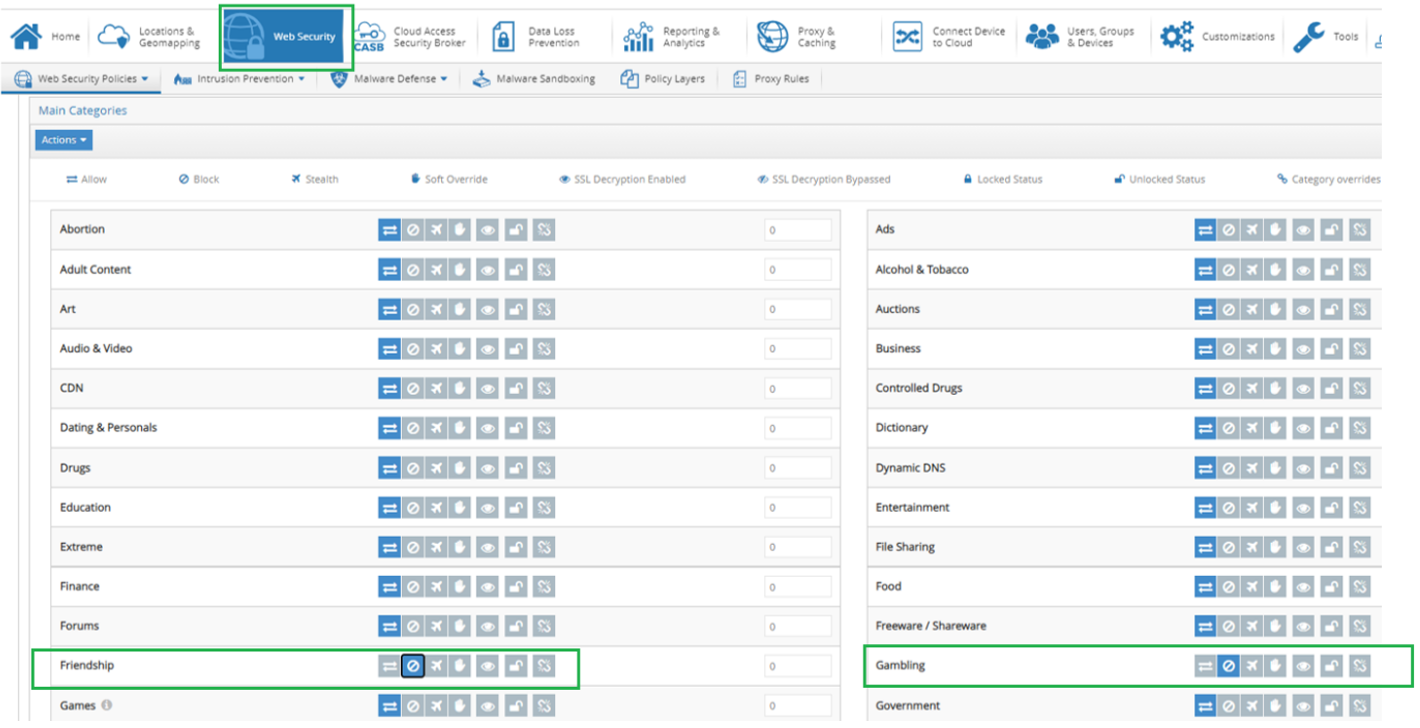 Home
Locations & Geomapping
Web Security
CASB
Cloud Access Security Broker
Data Loss Prevention
Reporting & Analytics
Proxy & Caching
Connect Device to Cloud
Users, Groups & Devices
Customizations
Tools
Web Security Policies
Intrusion Prevention
Malware Defense
Malware Sandboxing
Policy Layers
Proxy Rules
Main Categories
Actions
Allow
Block
Stealth
Soft Override
SSL Decryption Enabled
SSL Decryption Bypassed
Locked Status
Unlocked Status
Category overrides
Abortion 0 Ads
Adult Content 0 Alcohol & Tobacco
Art 0 Auctions
Audio & Video 0 Business
CDN 0 Controlled Drugs
Dating & Personals 0 Dictionary
Drugs 0 Dynamic DNS
Education 0 Entertainment
Extreme 0 File Sharing
Finance 0 Food
Forums 0 Freeware / Shareware
Friendship 0 Gambling
Games 0 Government